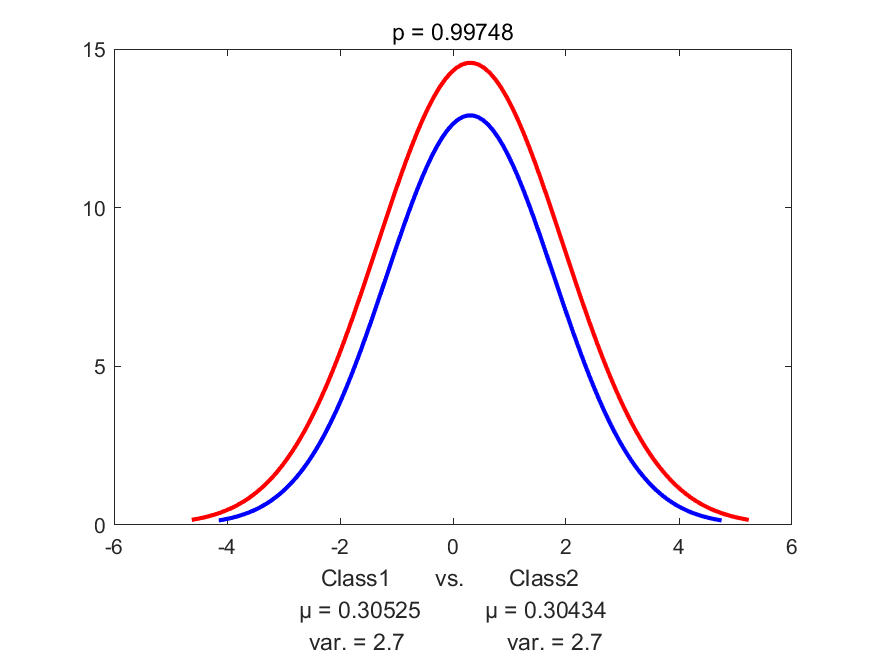 p = 0.99748
15
10
5
0
-6 -4 -2 0 2 4 6
Class1 vs. Class2
μ = 0.30525 μ = 0.30434
var. = 2.7 var. = 2.7